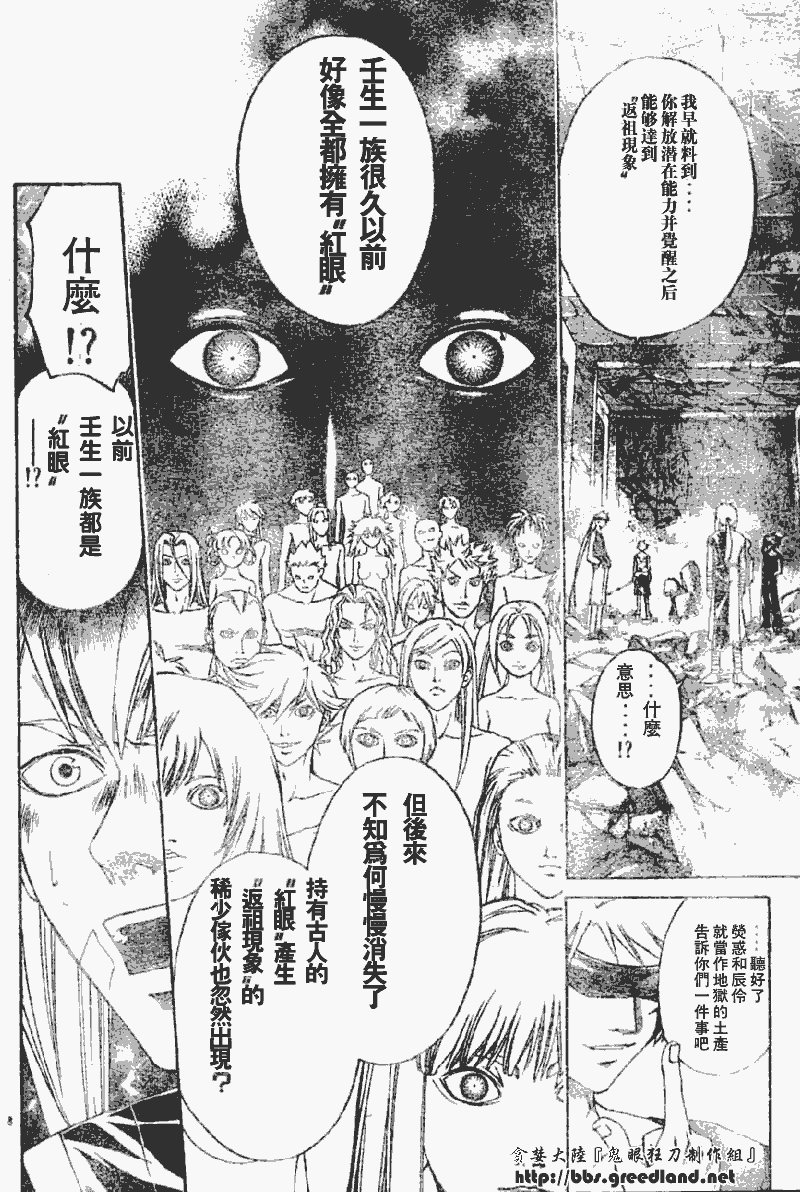 我早就料到....
你解放潜在能力并覺醒之后
能够達到
"返祖現象"
....什麼
意思....!?
....聽好了
熒惑和辰伶
就當作地獄的土產
告訴你們一件事吧
壬生一族很久以前
好像全都擁有"紅眼"
但後來
不知爲何慢慢消失了
持有古人的
"紅眼"產生
"返祖現象"的
稀少傢伙也忽然出現?
什麼!?
以前
壬生一族都是
"紅眼"
——!?
貪婪大陸『鬼眼狂刀制作組』
http://bbs.greedland.net